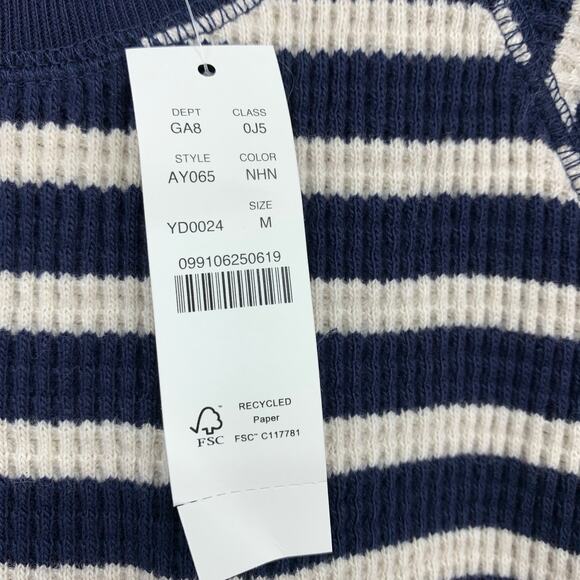 DEPT CLASS
GA8 0J5
STYLE COLOR
AY065 NHN
SIZE
YD0024 M
099106250619
RECYCLED
Paper
FSC™ C117781
FSC